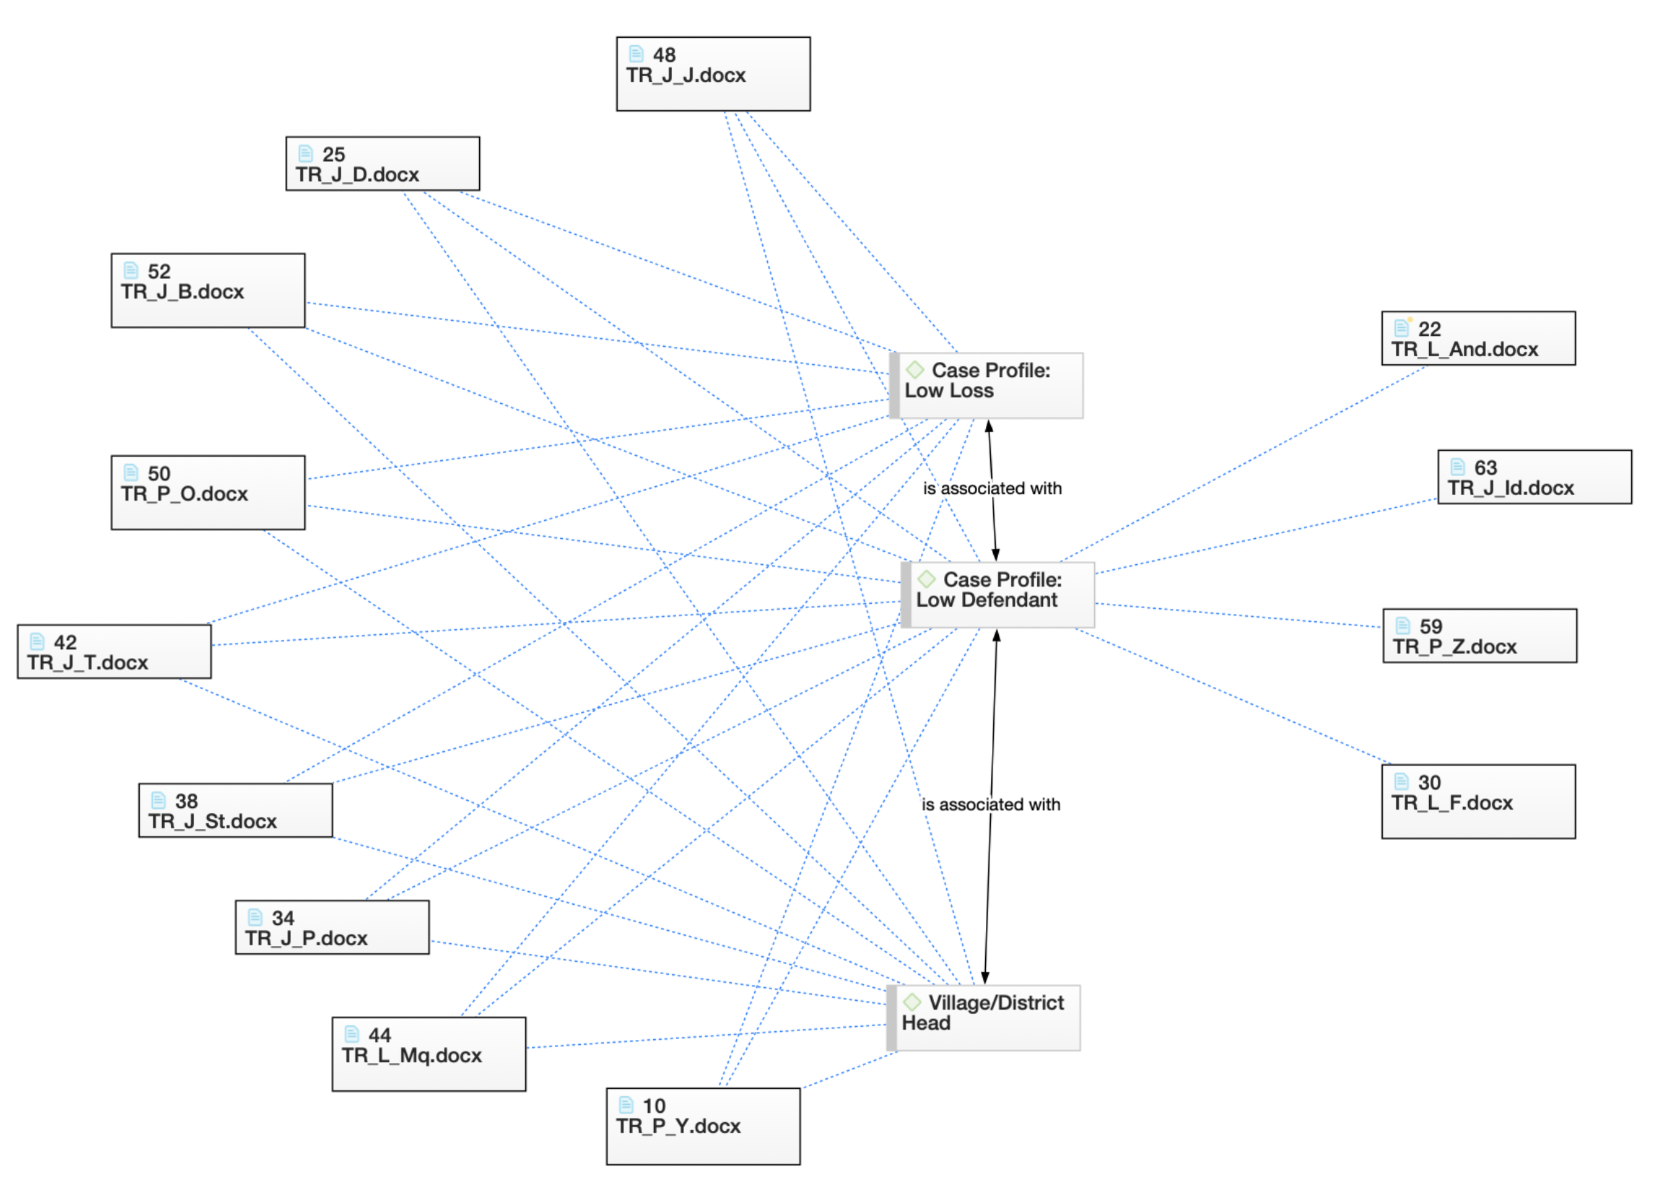 48
TR_J_J.docx
25
TR_J_D.docx
52
TR_J_B.docx
22
TR_L_And.docx
Case Profile:
Low Loss
63
TR_J_Id.docx
50
TR_P_O.docx
is associated with
Case Profile:
Low Defendant
59
TR_P_Z.docx
42
TR_J_T.docx
30
TR_L_F.docx
38
TR_J_St.docx
is associated with
34
TR_J_P.docx
Village/District
Head
44
TR_L_Mq.docx
10
TR_P_Y.docx